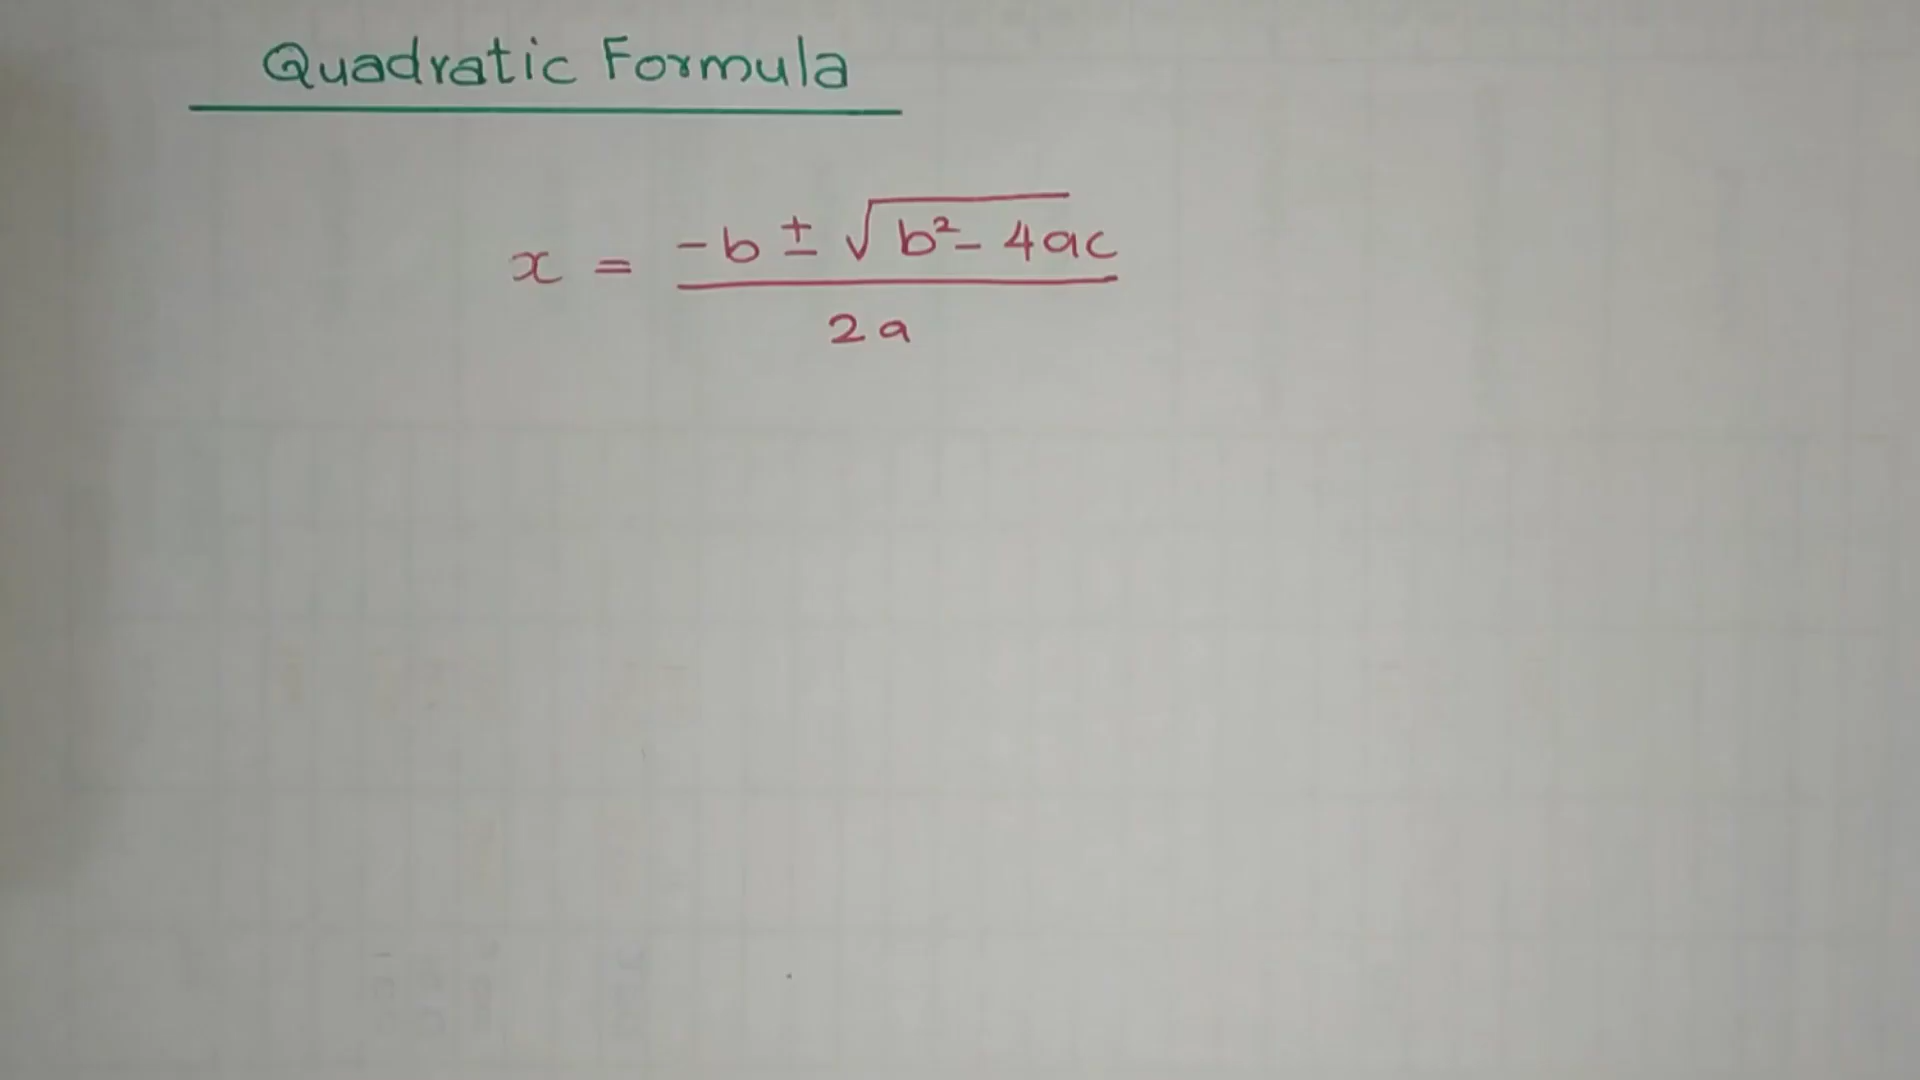 Quadratic Formula
x = -b ± √b² - 4ac
2a